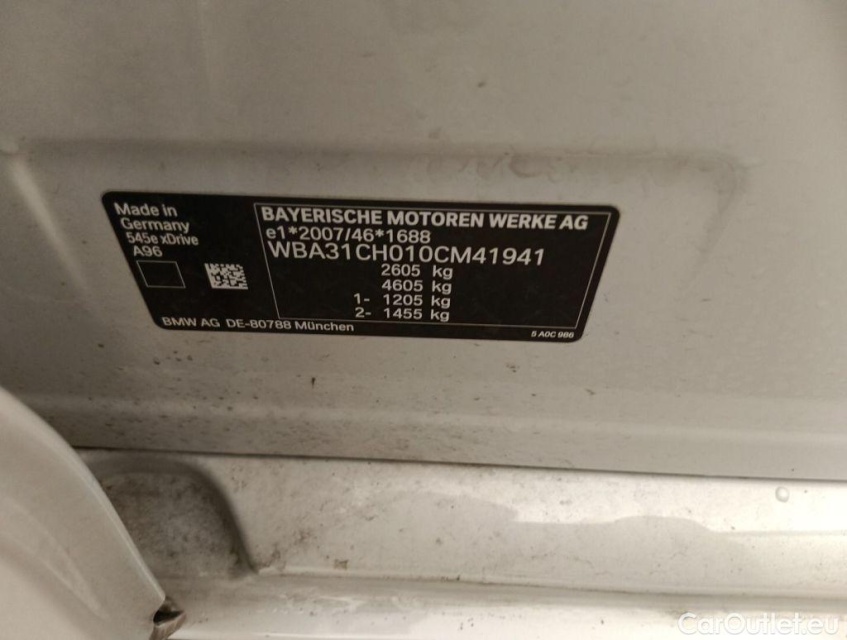 Made in
Germany
545e xDrive
A96
BAYERISCHE MOTOREN WERKE AG
e1*2007/46*1688
WBA31CH010CM41941
2605 kg
4605 kg
1- 1205 kg
2- 1455 kg
BMW AG DE-80788 München
5 A0C 986
CarOutlet.eu